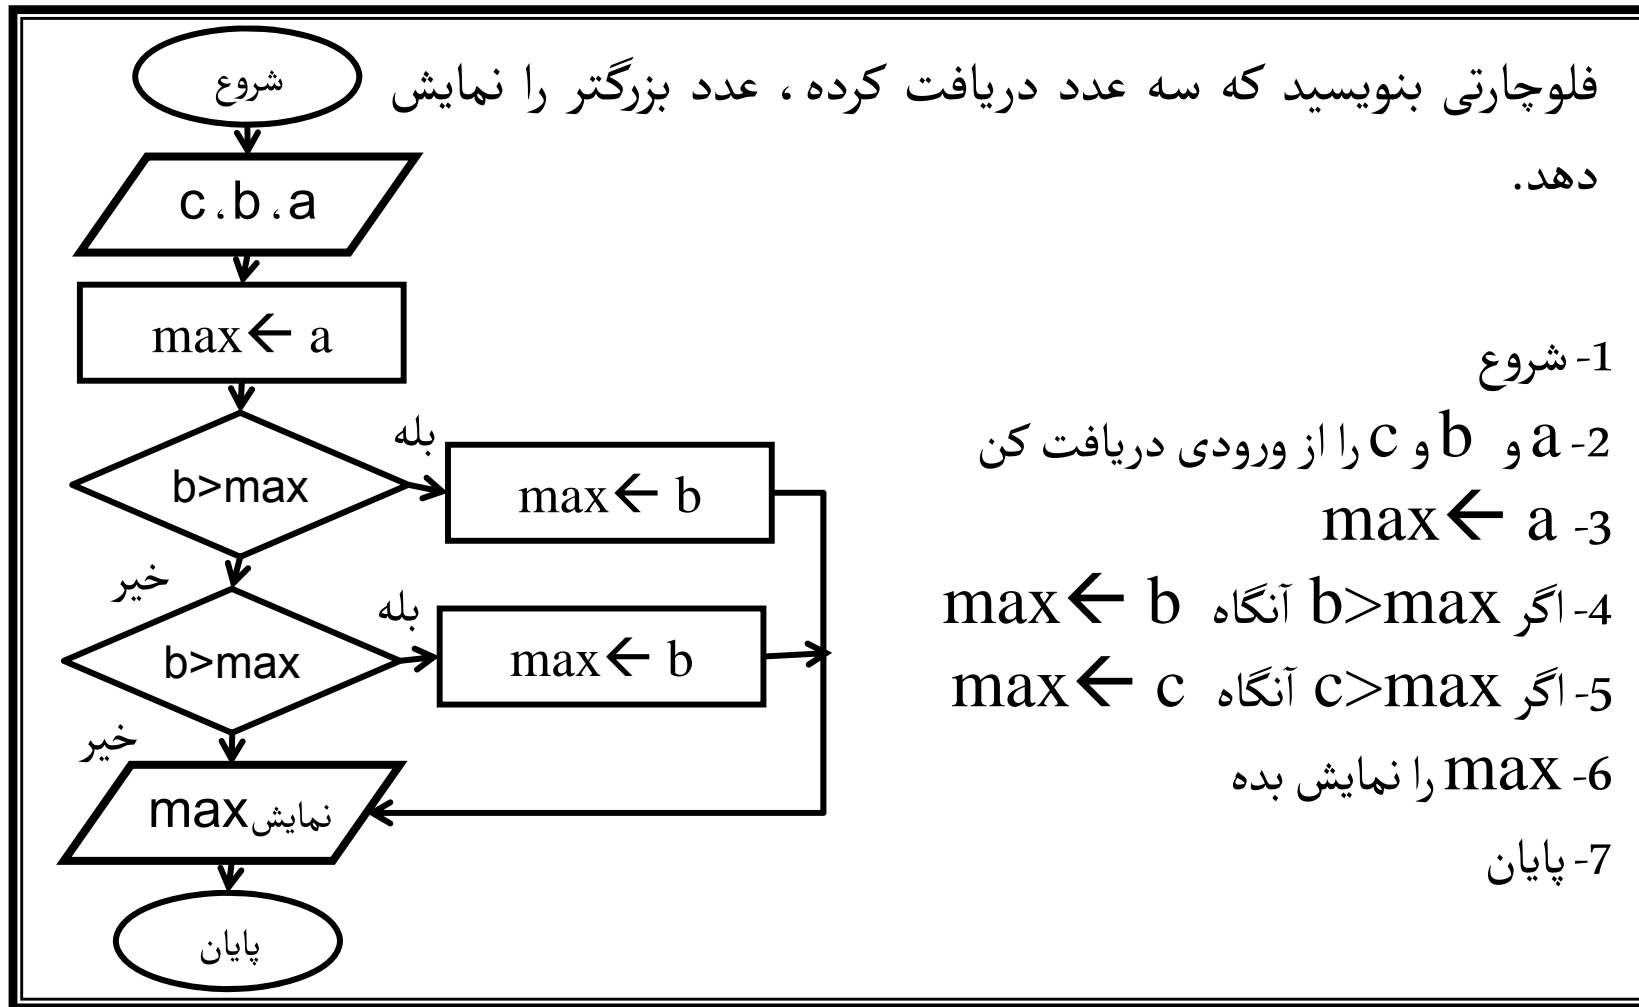 فلوچارتی بنویسید که سه عدد دریافت کرده ، عدد بزرگتر را نمایش
دهد.
1- شروع
2- a و b و c را از ورودی دریافت کن
3- max← a
4- اگر b>max آنگاه max← b
5- اگر c>max آنگاه max← c
6- max را نمایش بده
7- پایان
شروع
a ، b ، c
max← a
b>max
بله
max← b
خیر
b>max
بله
max← b
خیر
نمایش max
پایان